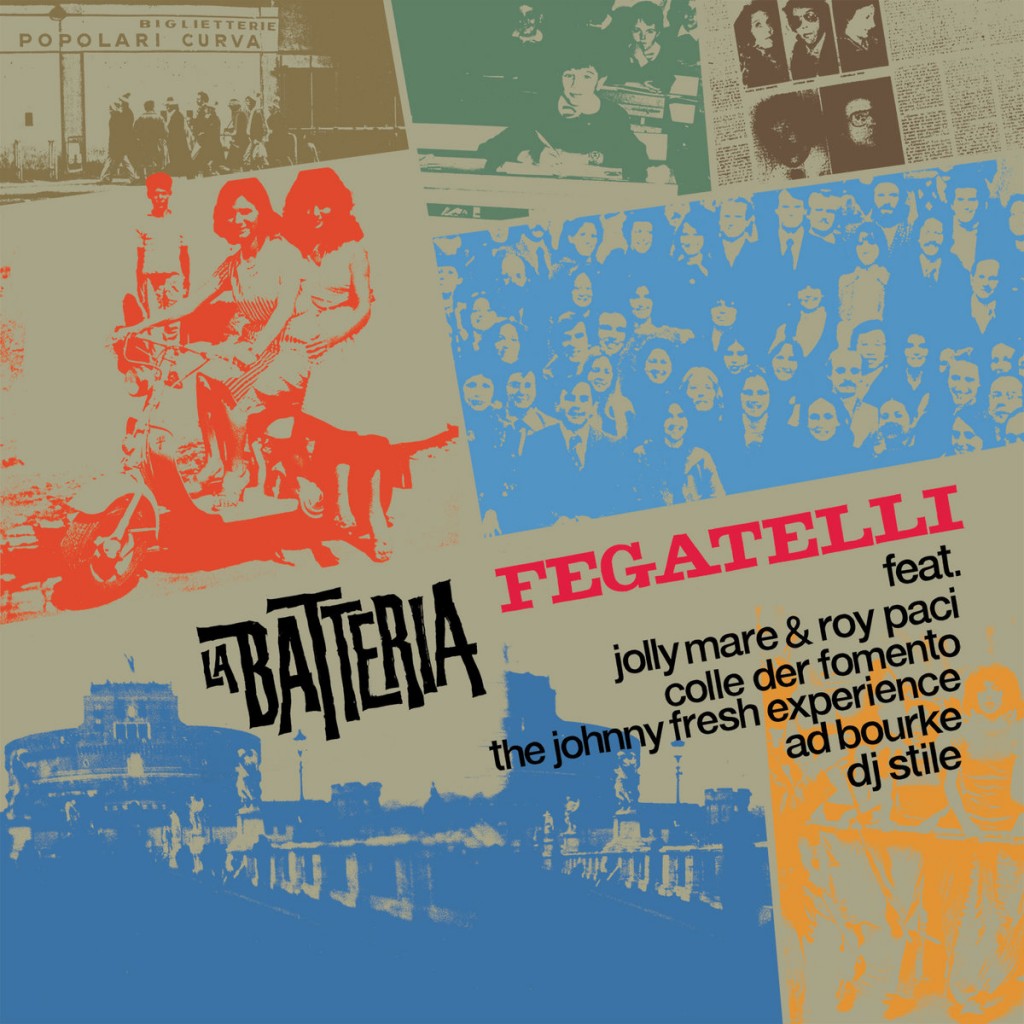 BIGLIETTERIE
POPOLARI CURVA
FEGATELLI
feat.
jolly mare & roy paci
colle der fomento
the johnny fresh experience
ad bourke
dj stile
LA BATTERIA